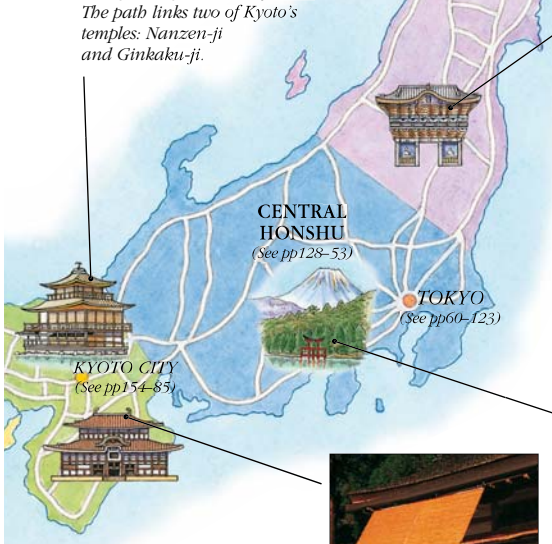 The path links two of Kyoto's
temples: Nanzen-ji
and Ginkaku-ji.
CENTRAL
HONSHU
(See pp128–53)
TOKYO
(See pp60–123)
KYOTO CITY
(See pp154–85)